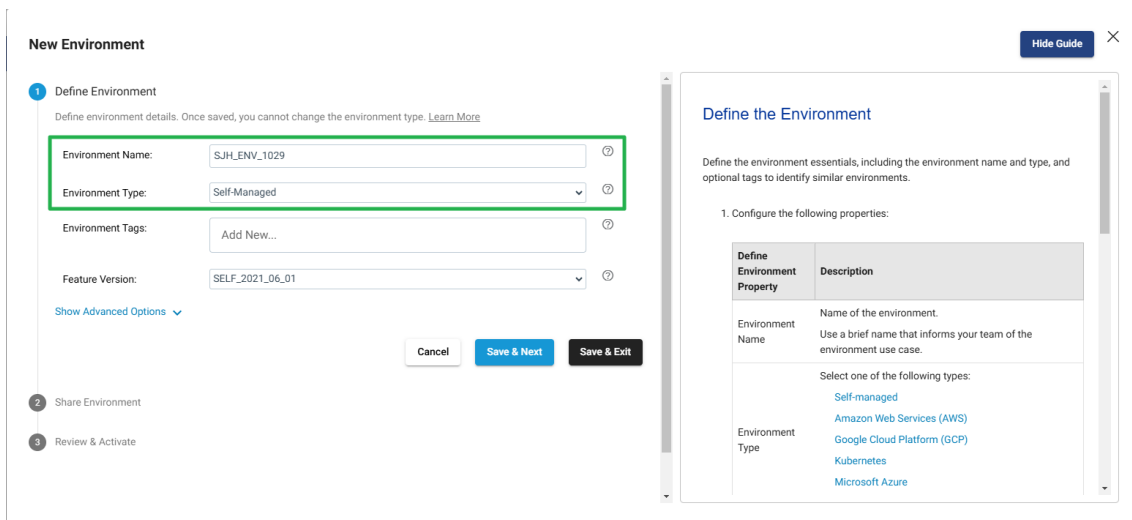 New Environment
Hide Guide
1 Define Environment
Define environment details. Once saved, you cannot change the environment type. Learn More
Environment Name: SJH_ENV_1029
Environment Type: Self-Managed
Environment Tags: Add New...
Feature Version: SELF_2021_06_01
Show Advanced Options
Cancel Save & Next Save & Exit
2 Share Environment
3 Review & Activate
Define the Environment
Define the environment essentials, including the environment name and type, and
optional tags to identify similar environments.
1. Configure the following properties:
Define
Environment
Property
Description
Environment
Name
Name of the environment.
Use a brief name that informs your team of the
environment use case.
Environment
Type
Select one of the following types:
Self-managed
Amazon Web Services (AWS)
Google Cloud Platform (GCP)
Kubernetes
Microsoft Azure